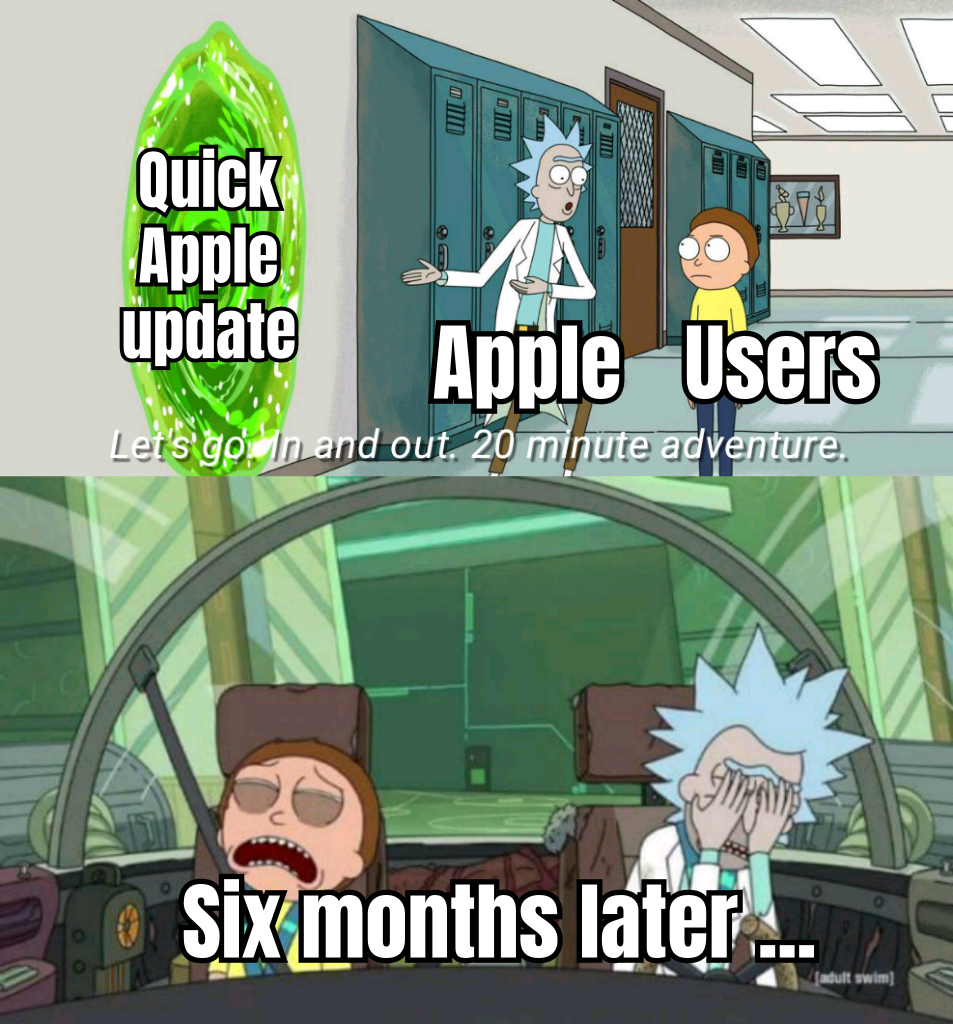 Quick
Apple
update
Apple Users
Let's go. In and out. 20 minute adventure.
Six months later ...
[adult swim]